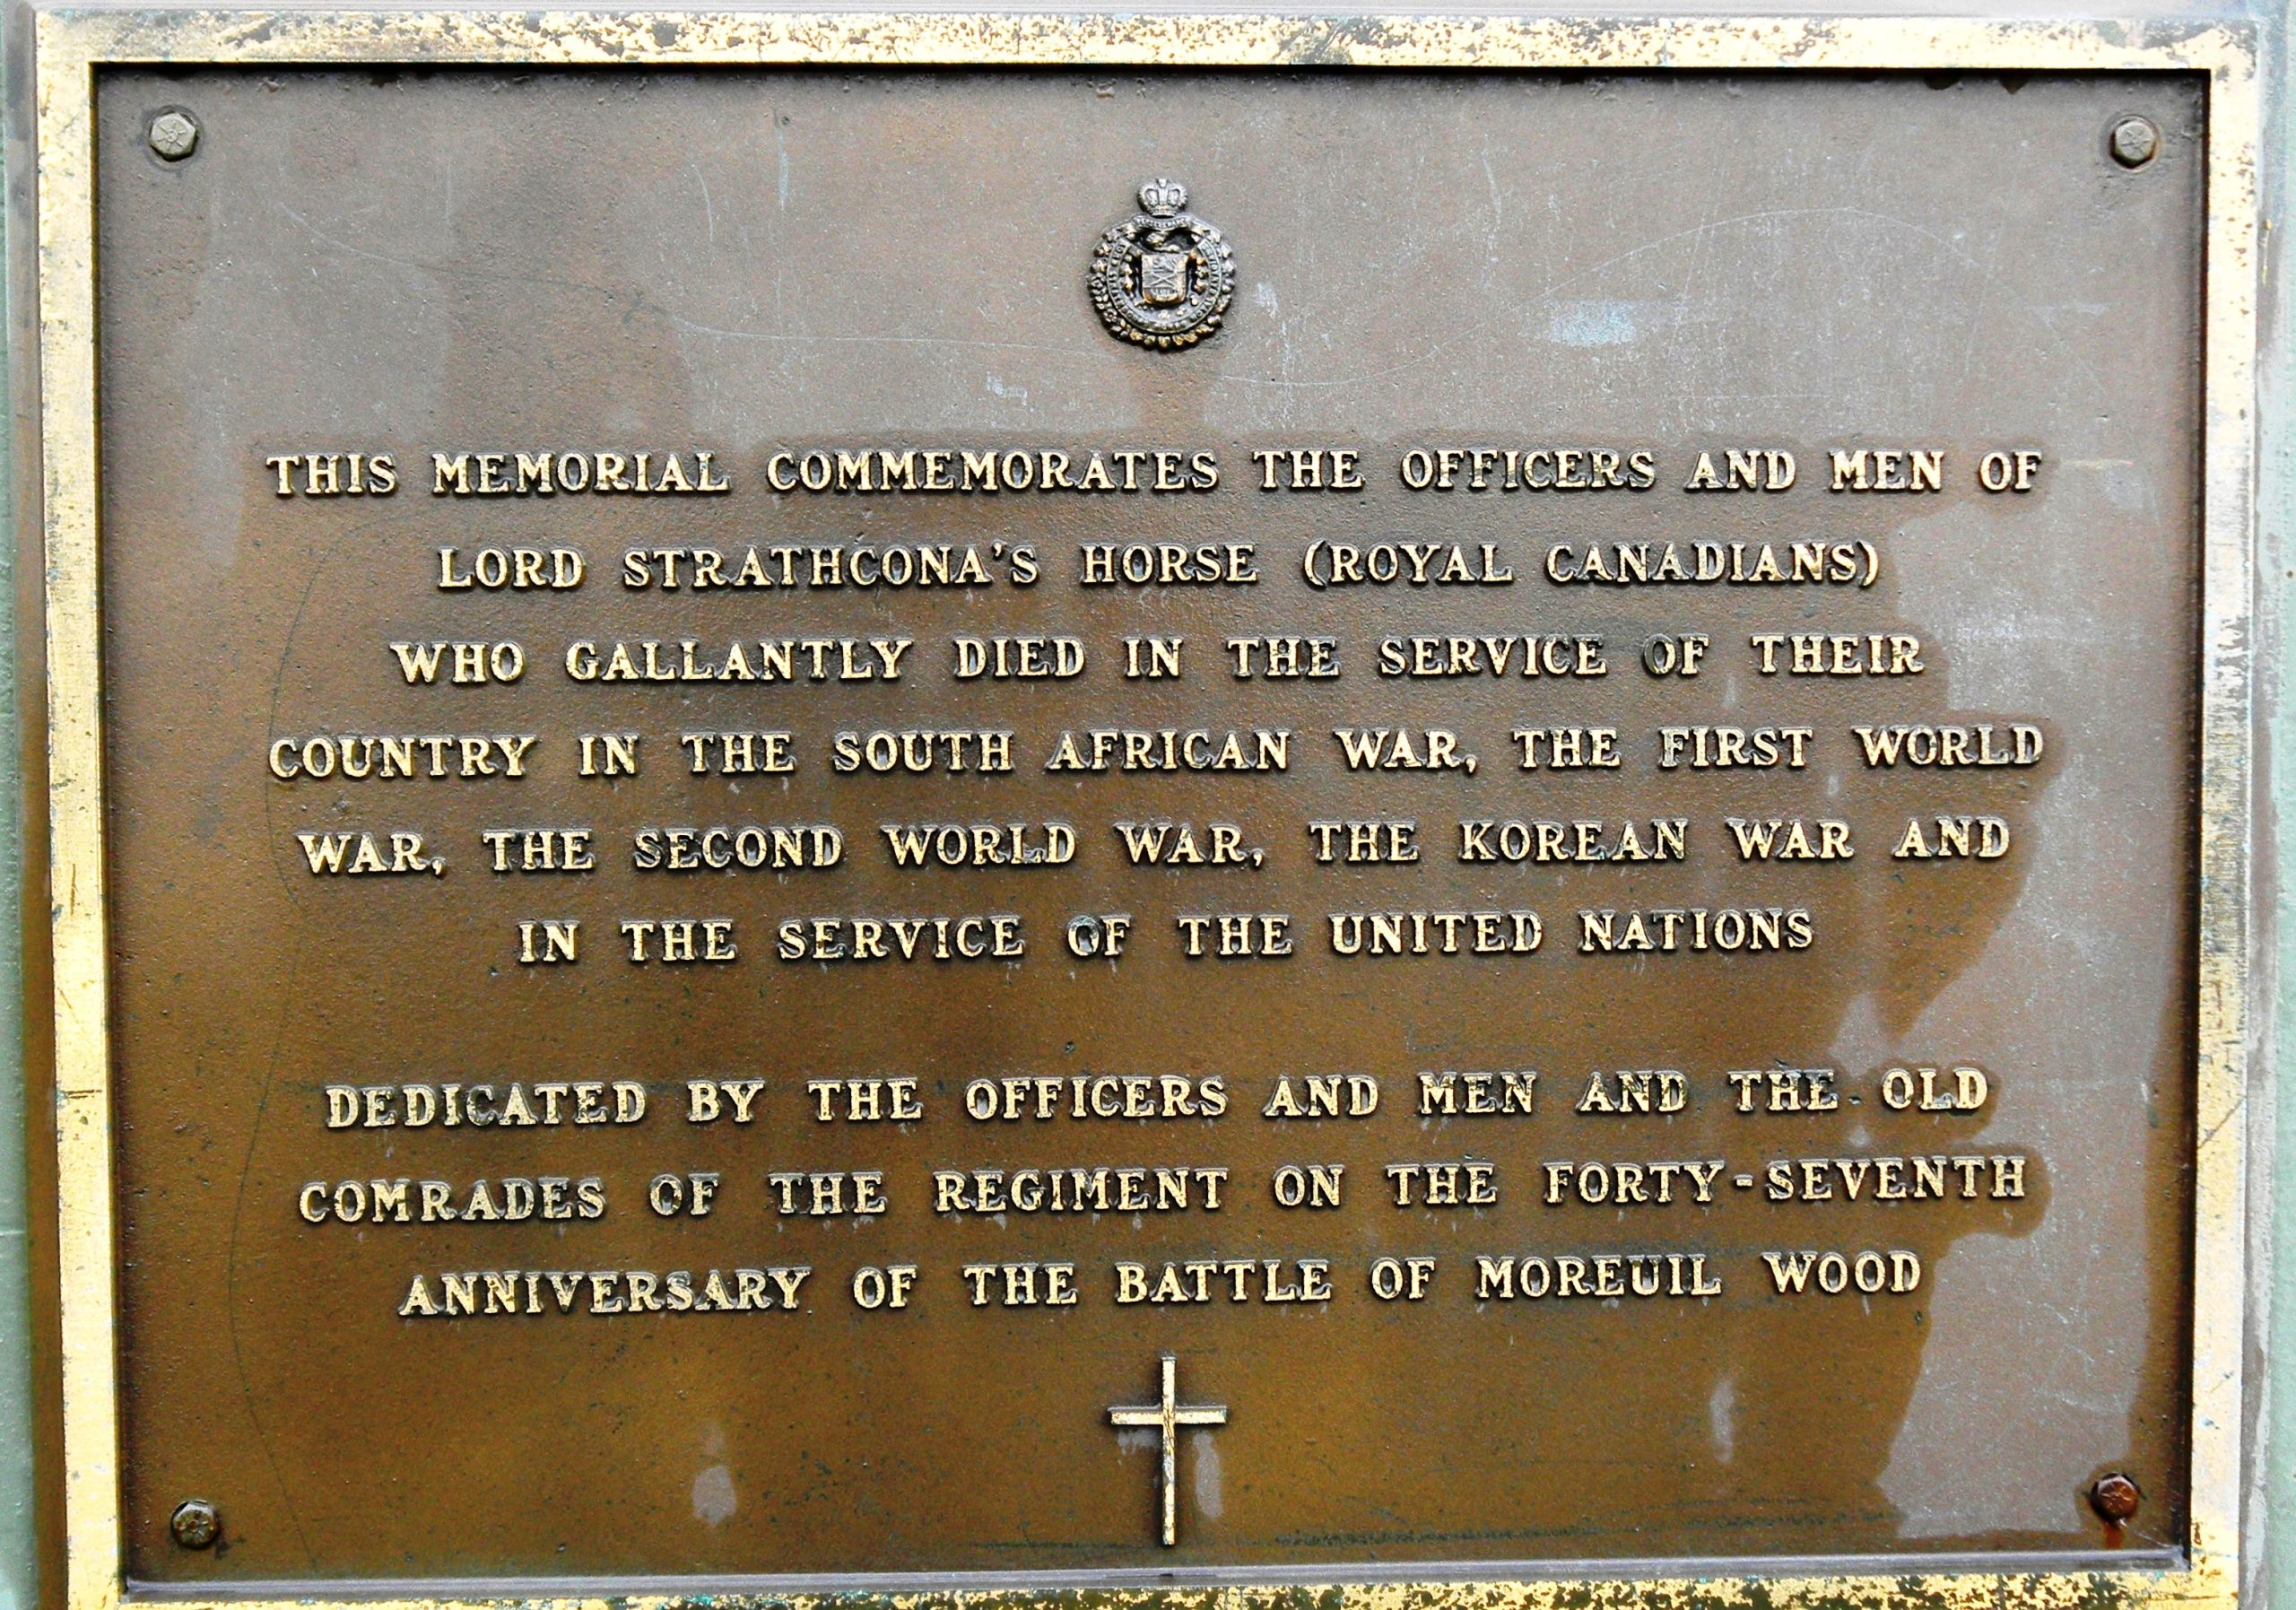 THIS MEMORIAL COMMEMORATES THE OFFICERS AND MEN OF
LORD STRATHCONA'S HORSE (ROYAL CANADIANS)
WHO GALLANTLY DIED IN THE SERVICE OF THEIR
COUNTRY IN THE SOUTH AFRICAN WAR, THE FIRST WORLD
WAR, THE SECOND WORLD WAR, THE KOREAN WAR AND
IN THE SERVICE OF THE UNITED NATIONS
DEDICATED BY THE OFFICERS AND MEN AND THE OLD
COMRADES OF THE REGIMENT ON THE FORTY-SEVENTH
ANNIVERSARY OF THE BATTLE OF MOREUIL WOOD